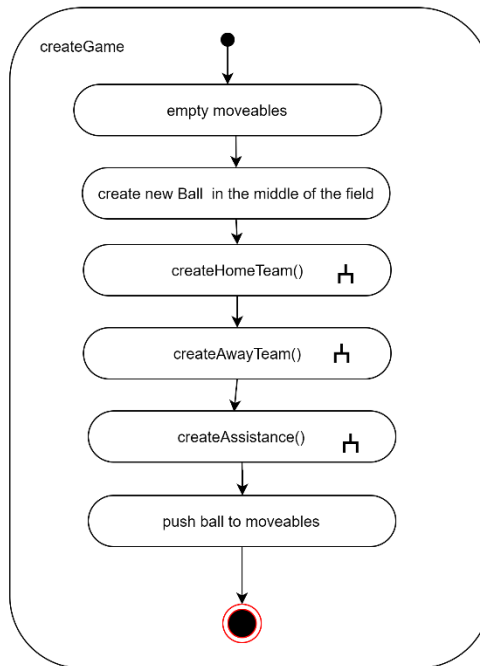 createGame
empty moveables
create new Ball in the middle of the field
createHomeTeam()
createAwayTeam()
createAssistance()
push ball to moveables